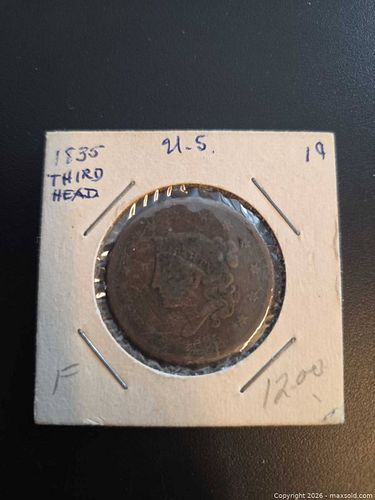 1835 U.S. 1¢
THIRD
HEAD
F 12.00
Copyright © 2026 - maxsold.com